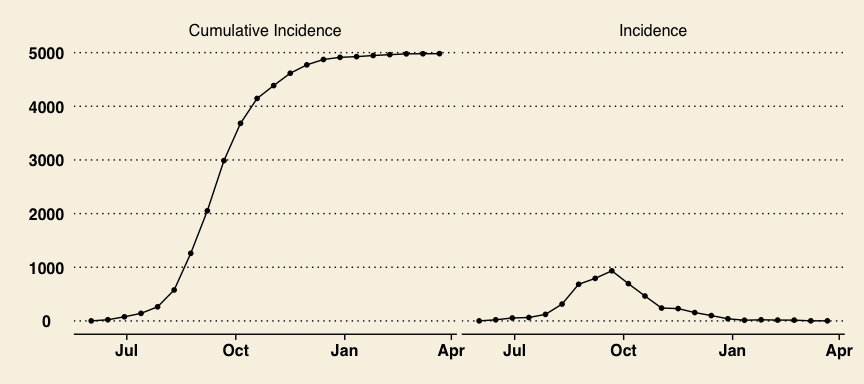 Cumulative Incidence
Incidence
5000
4000
3000
2000
1000
0
Jul Oct Jan Apr
Jul Oct Jan Apr